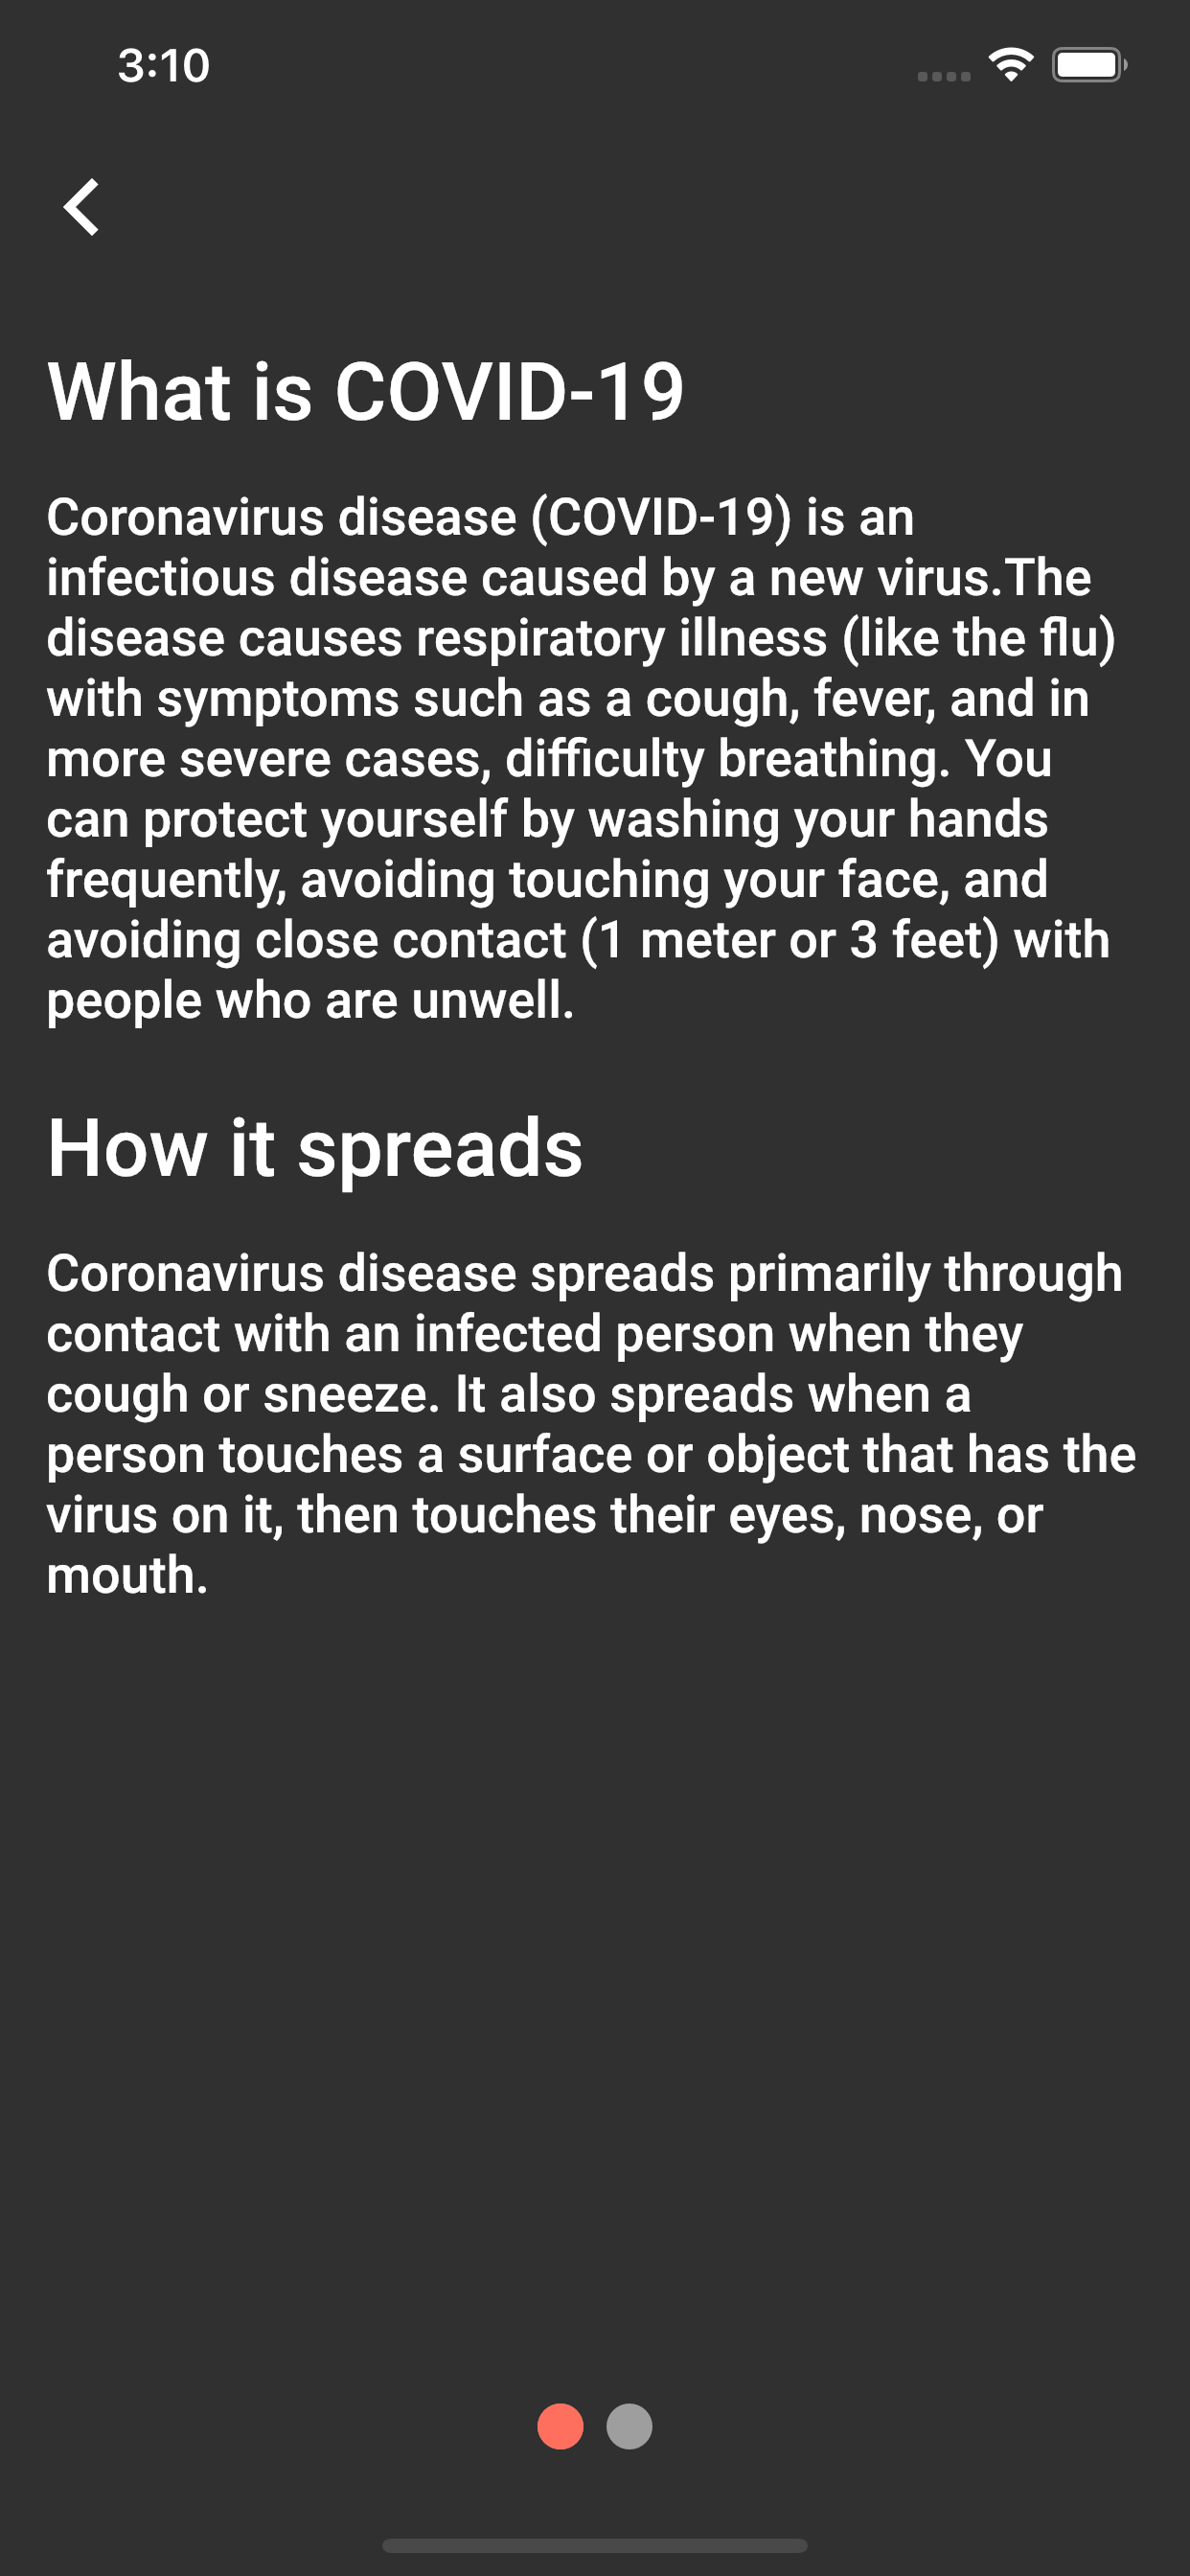 3:10
What is COVID-19
Coronavirus disease (COVID-19) is an
infectious disease caused by a new virus.The
disease causes respiratory illness (like the flu)
with symptoms such as a cough, fever, and in
more severe cases, difficulty breathing. You
can protect yourself by washing your hands
frequently, avoiding touching your face, and
avoiding close contact (1 meter or 3 feet) with
people who are unwell.
How it spreads
Coronavirus disease spreads primarily through
contact with an infected person when they
cough or sneeze. It also spreads when a
person touches a surface or object that has the
virus on it, then touches their eyes, nose, or
mouth.